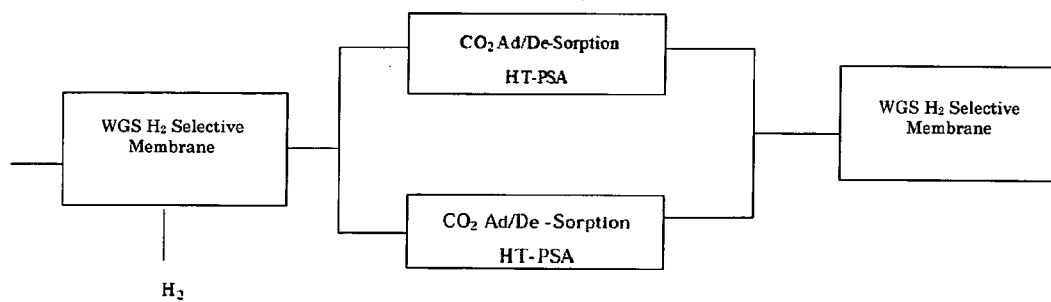 CO₂ Ad/De-Sorption
HT-PSA
WGS H₂ Selective
Membrane
WGS H₂ Selective
Membrane
CO₂ Ad/De -Sorption
HT-PSA
H₂